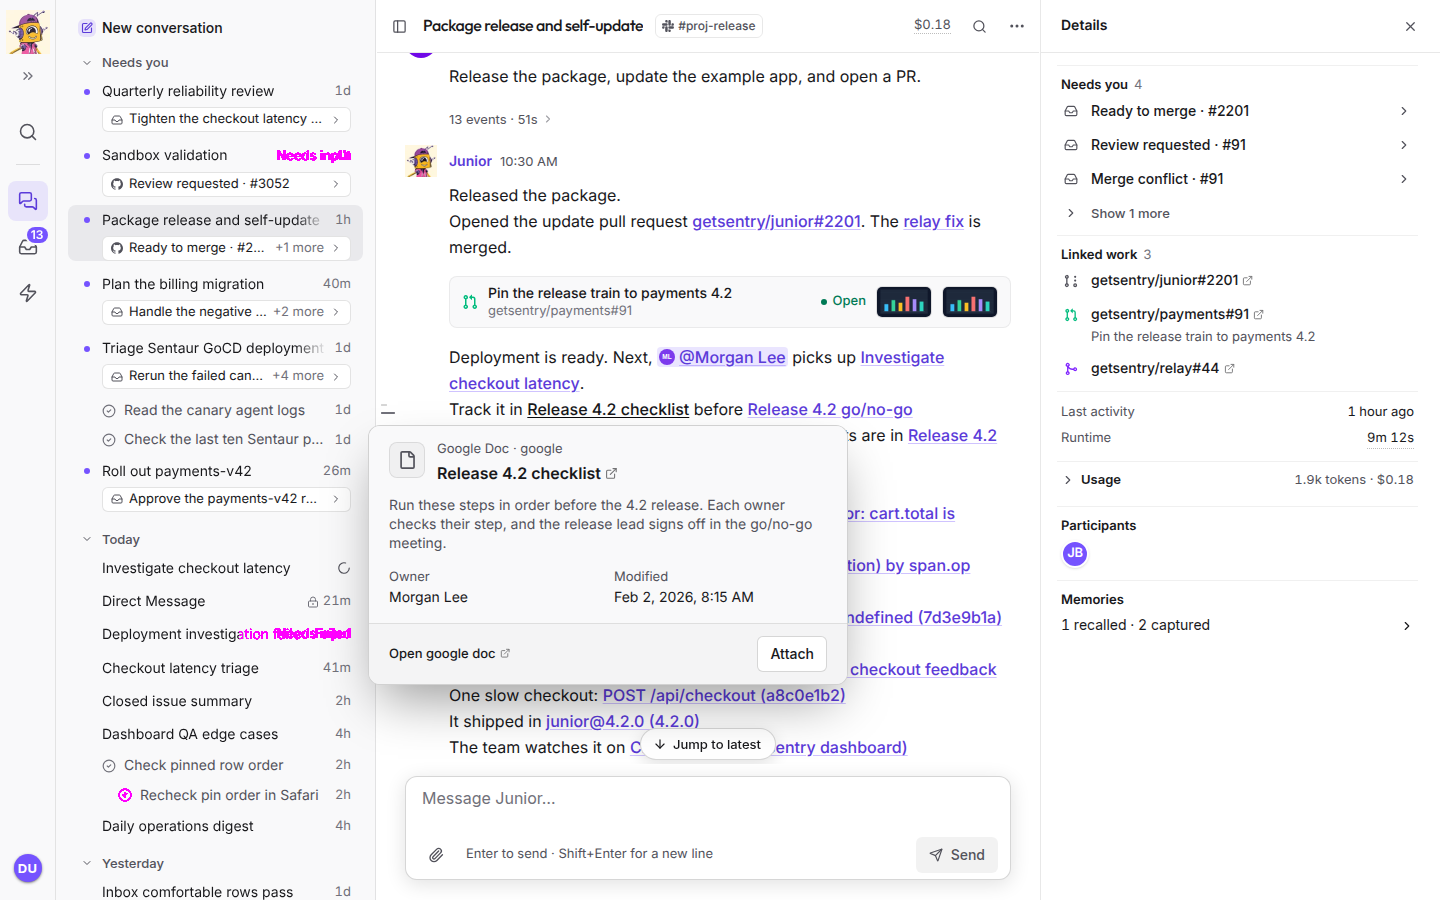 New conversation
Needs you
Quarterly reliability review 1d
Tighten the checkout latency ...
Sandbox validation
Review requested · #3052
Package release and self-update 1h
Ready to merge · #2... +1 more
Plan the billing migration 40m
Handle the negative ... +2 more
Triage Sentaur GoCD deployment 1d
Rerun the failed can... +4 more
Read the canary agent logs 1d
Check the last ten Sentaur p... 1d
Roll out payments-v42 26m
Approve the payments-v42 r...
Today
Investigate checkout latency
Direct Message 21m
Deployment investigation
Checkout latency triage 41m
Closed issue summary 2h
Dashboard QA edge cases 4h
Check pinned row order 2h
Recheck pin order in Safari 2h
Daily operations digest 4h
Yesterday
Inbox comfortable rows pass 1d
13
DU
Package release and self-update #proj-release $0.18
Release the package, update the example app, and open a PR.
13 events · 51s
Junior 10:30 AM
Released the package.
Opened the update pull request getsentry/junior#2201. The relay fix is
merged.
Pin the release train to payments 4.2
getsentry/payments#91
Open
Deployment is ready. Next, ML @Morgan Lee picks up Investigate
checkout latency.
Track it in Release 4.2 checklist before Release 4.2 go/no-go
s are in Release 4.2
or: cart.total is
tion) by span.op
ndefined (7d3e9b1a)
checkout feedback
One slow checkout: POST /api/checkout (a8c0e1b2)
It shipped in junior@4.2.0 (4.2.0)
The team watches it on C entry dashboard)
Jump to latest
Google Doc · google
Release 4.2 checklist
Run these steps in order before the 4.2 release. Each owner
checks their step, and the release lead signs off in the go/no-go
meeting.
Owner Modified
Morgan Lee Feb 2, 2026, 8:15 AM
Open google doc Attach
Message Junior...
Enter to send · Shift+Enter for a new line Send
Details
Needs you 4
Ready to merge · #2201
Review requested · #91
Merge conflict · #91
Show 1 more
Linked work 3
getsentry/junior#2201
getsentry/payments#91
Pin the release train to payments 4.2
getsentry/relay#44
Last activity 1 hour ago
Runtime 9m 12s
Usage 1.9k tokens · $0.18
Participants
JB
Memories
1 recalled · 2 captured